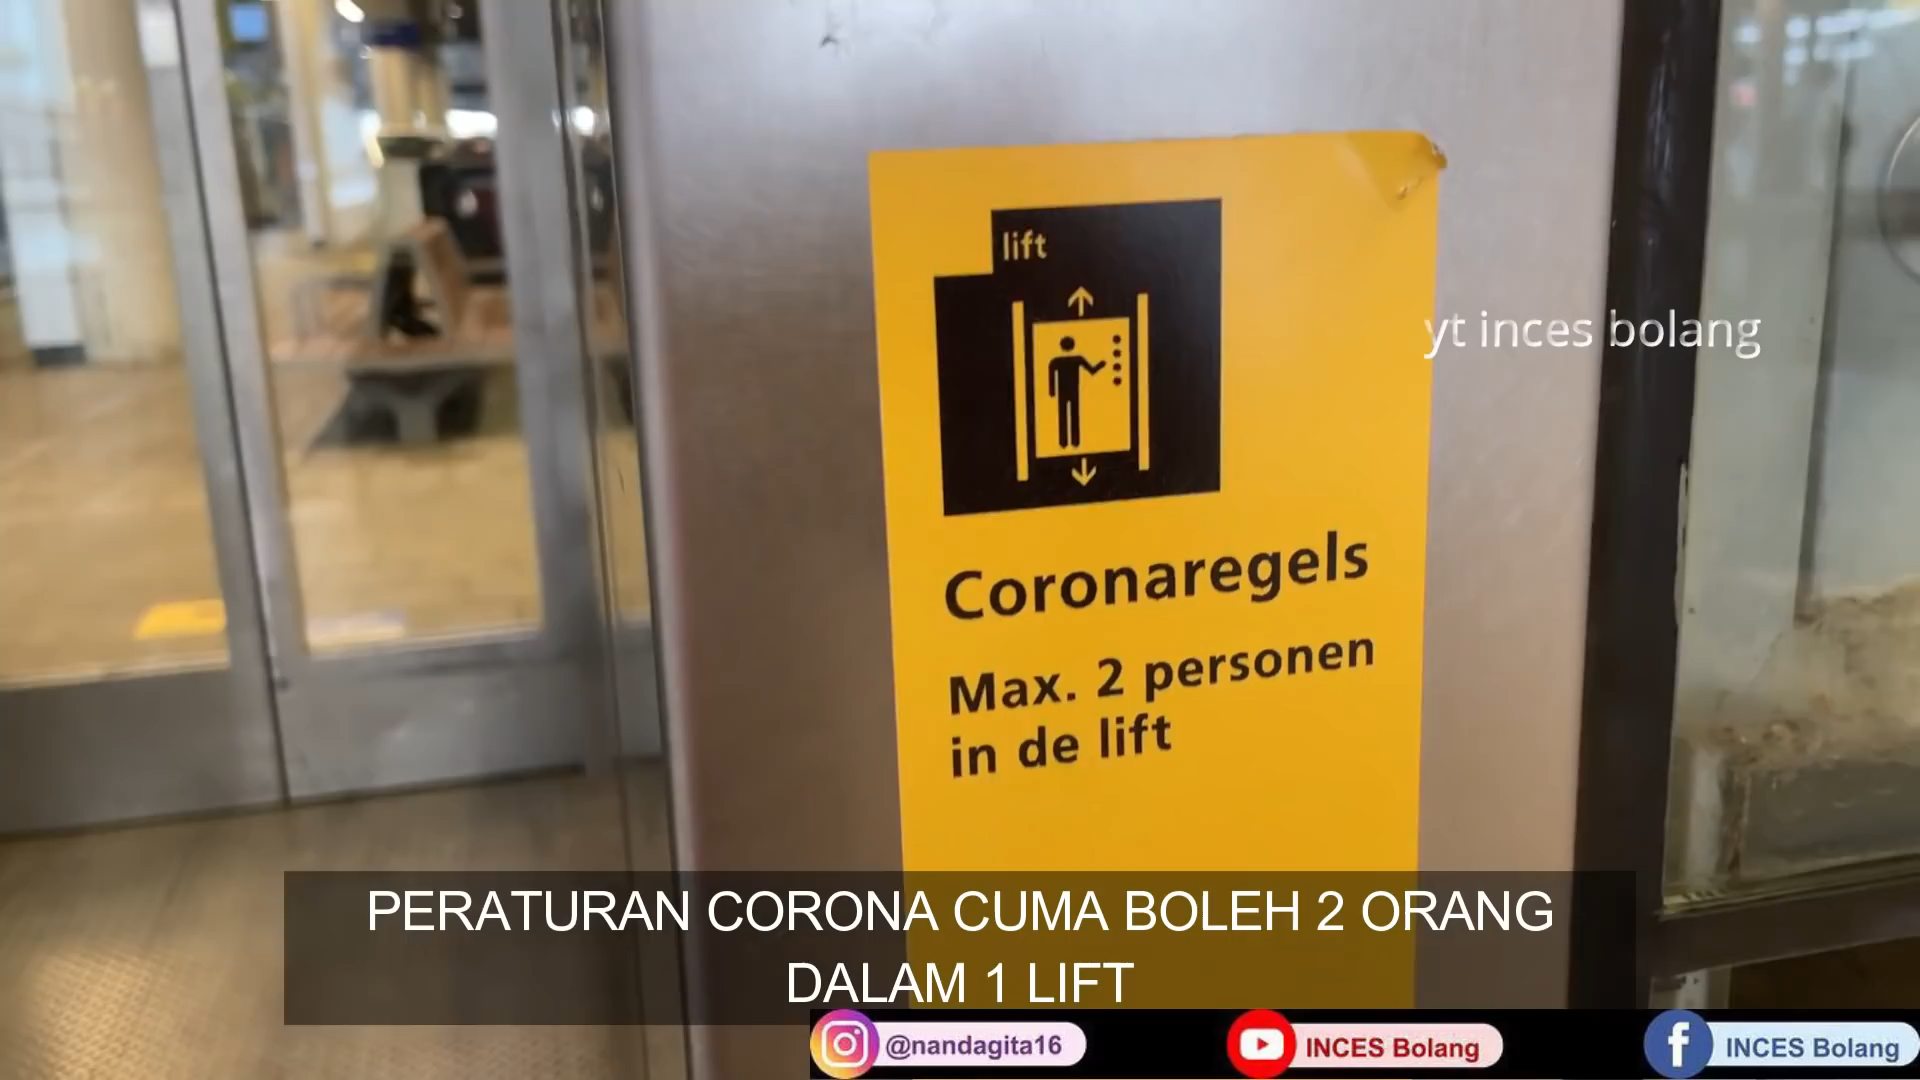 lift
yt inces bolang
Coronaregels
Max. 2 personen
in de lift
PERATURAN CORONA CUMA BOLEH 2 ORANG
DALAM 1 LIFT
@nandagita16
INCES Bolang
INCES Bolang